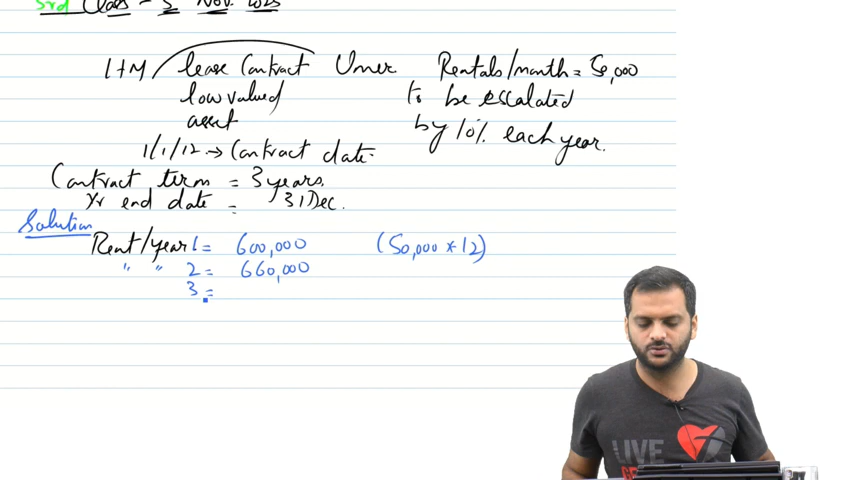 3rd Class - 3 Nov. 2025
lease Contract Umer Rentals/month = 50,000
low valued to be escalated
asset by 10% each year.
1/1/12 → Contract date.
Contract term = 3 years.
Yr end date = 31 Dec.
Solution
Rent/year 1 = 600,000 (50,000 * 12)
" " 2 = 660,000
3 =
LIVE